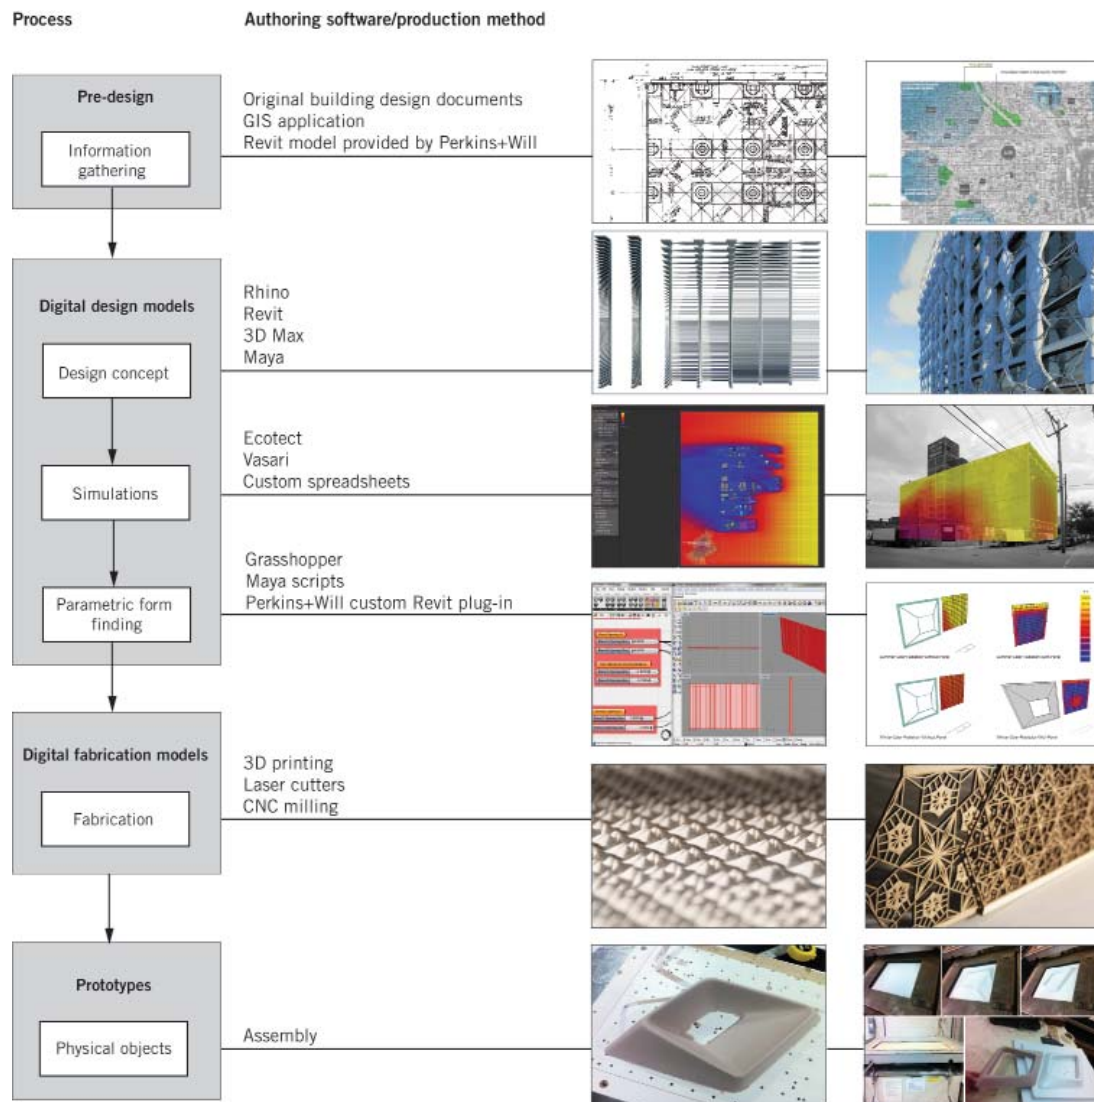 Process
Authoring software/production method
Pre-design
Information
gathering
Original building design documents
GIS application
Revit model provided by Perkins+Will
Digital design models
Design concept
Rhino
Revit
3D Max
Maya
Simulations
Ecotect
Vasari
Custom spreadsheets
Parametric form
finding
Grasshopper
Maya scripts
Perkins+Will custom Revit plug-in
Digital fabrication models
Fabrication
3D printing
Laser cutters
CNC milling
Prototypes
Physical objects
Assembly